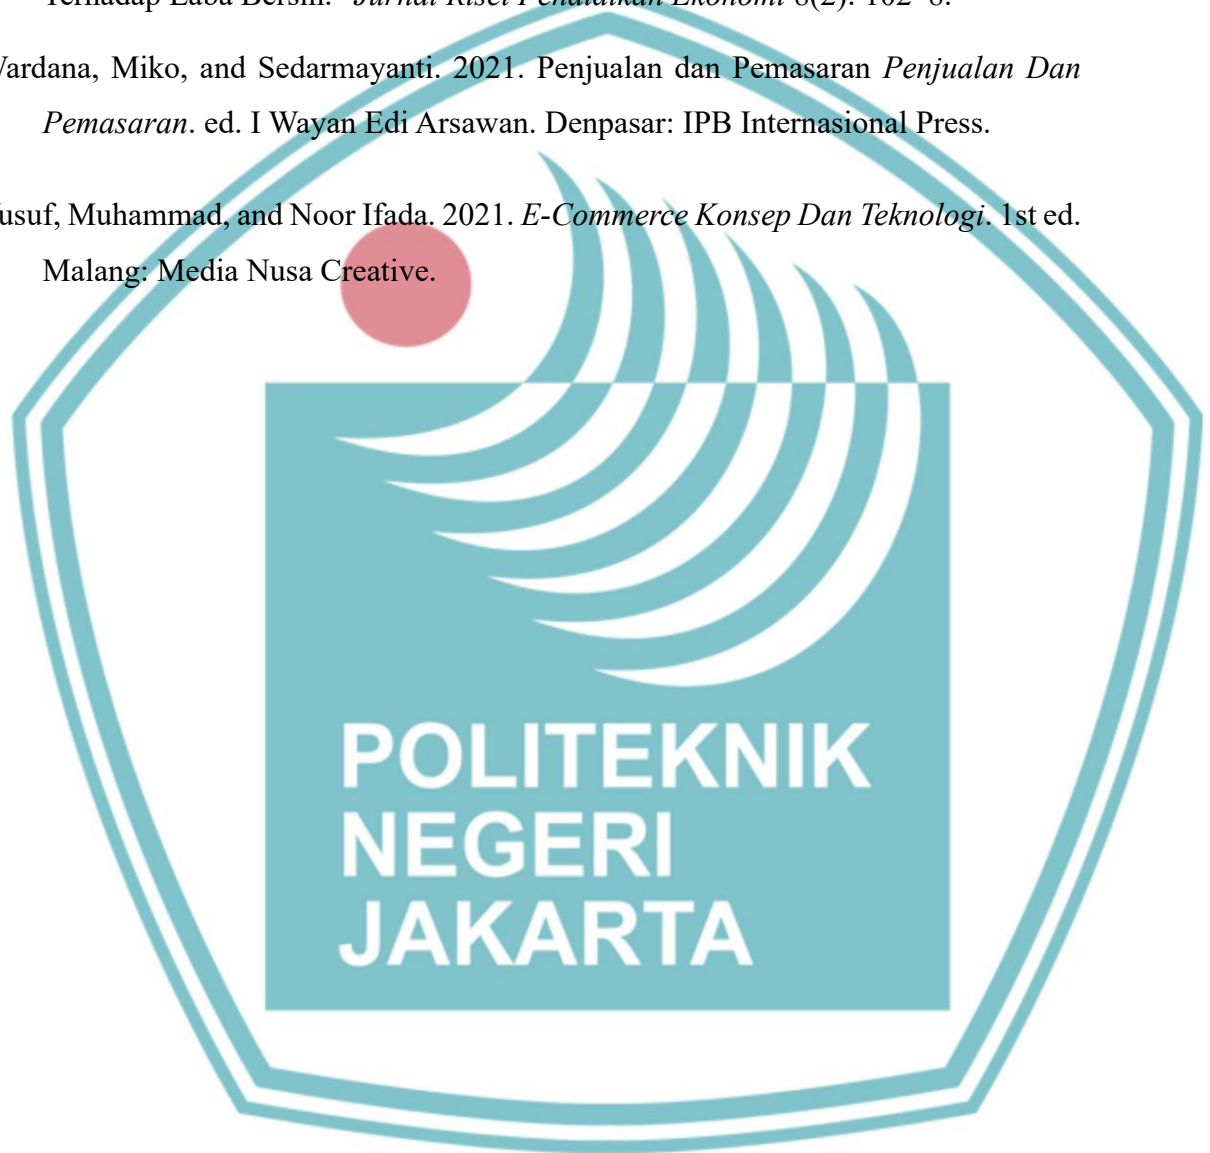 Terhadap Laba Bersih." Jurnal Riset Pendidikan Ekonomi 8(2): 102–8.
Wardana, Miko, and Sedarmayanti. 2021. Penjualan dan Pemasaran Penjualan Dan
Pemasaran. ed. I Wayan Edi Arsawan. Denpasar: IPB Internasional Press.
Yusuf, Muhammad, and Noor Ifada. 2021. E-Commerce Konsep Dan Teknologi. 1st ed.
Malang: Media Nusa Creative.
POLITEKNIK
NEGERI
JAKARTA